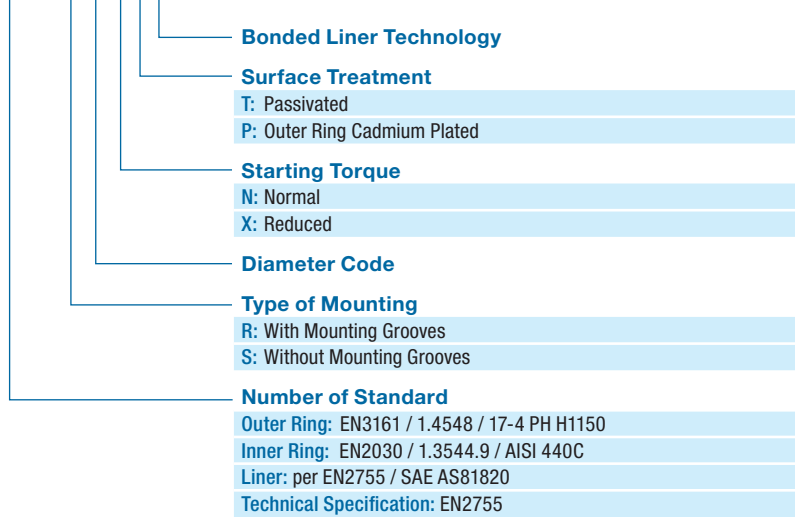 Bonded Liner Technology
Surface Treatment
T: Passivated
P: Outer Ring Cadmium Plated
Starting Torque
N: Normal
X: Reduced
Diameter Code
Type of Mounting
R: With Mounting Grooves
S: Without Mounting Grooves
Number of Standard
Outer Ring: EN3161 / 1.4548 / 17-4 PH H1150
Inner Ring: EN2030 / 1.3544.9 / AISI 440C
Liner: per EN2755 / SAE AS81820
Technical Specification: EN2755